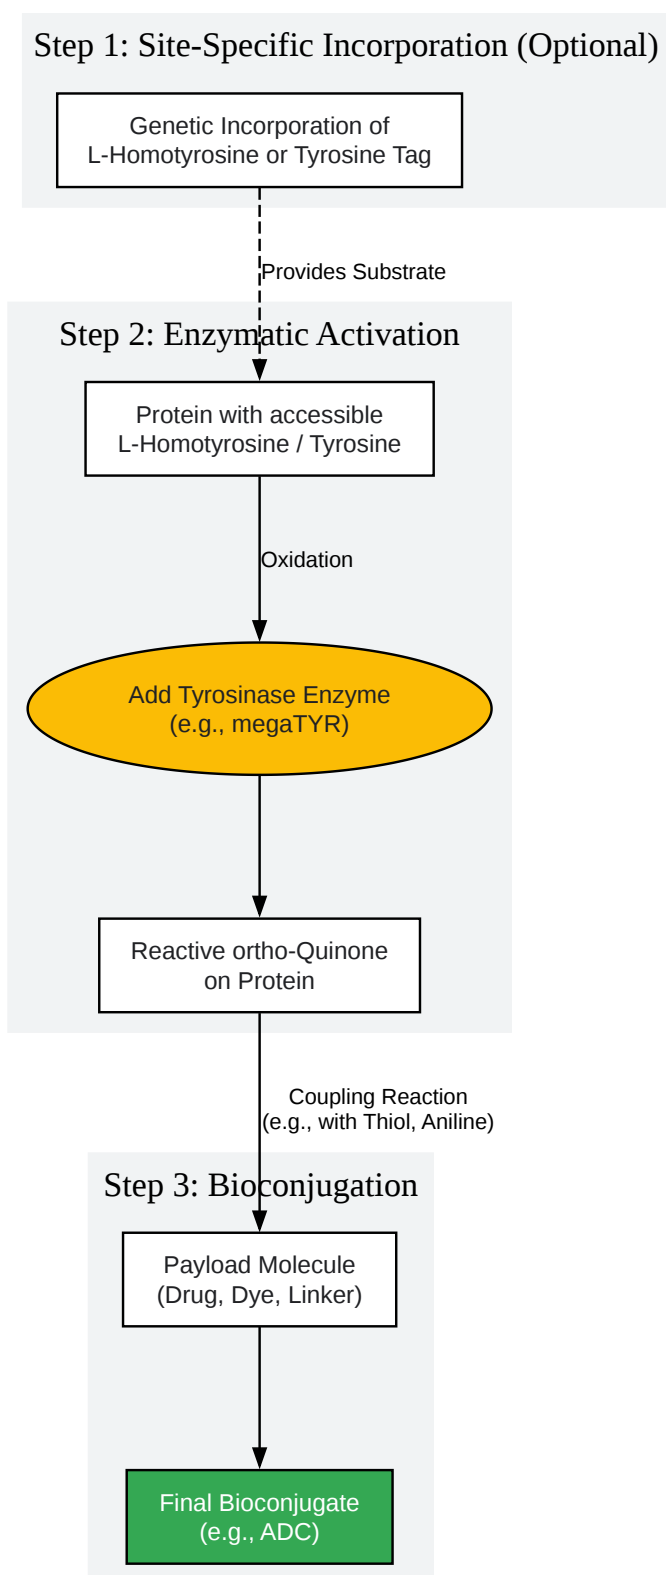 Step 1: Site-Specific Incorporation (Optional)
Genetic Incorporation of
L-Homotyrosine or Tyrosine Tag
Provides Substrate
Step 2: Enzymatic Activation
Protein with accessible
L-Homotyrosine / Tyrosine
Oxidation
Add Tyrosinase Enzyme
(e.g., megaTYR)
Reactive ortho-Quinone
on Protein
Coupling Reaction
(e.g., with Thiol, Aniline)
Step 3: Bioconjugation
Payload Molecule
(Drug, Dye, Linker)
Final Bioconjugate
(e.g., ADC)